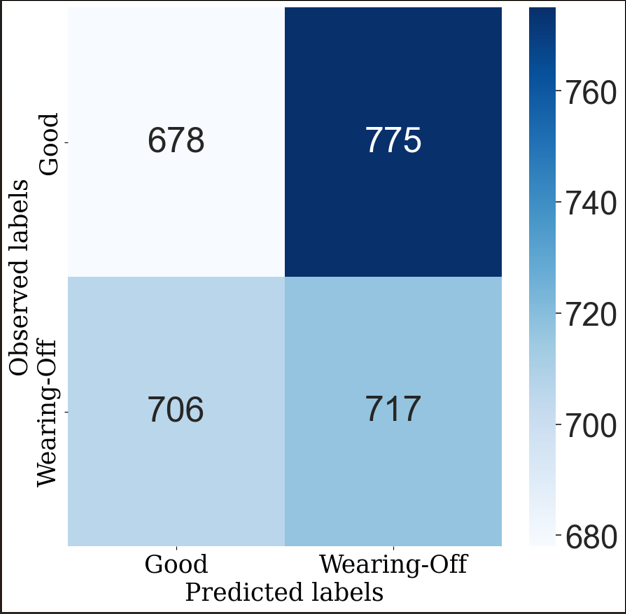 Observed labels
Good
Wearing-Off
678
775
706
717
Good
Wearing-Off
Predicted labels
760
740
720
700
680